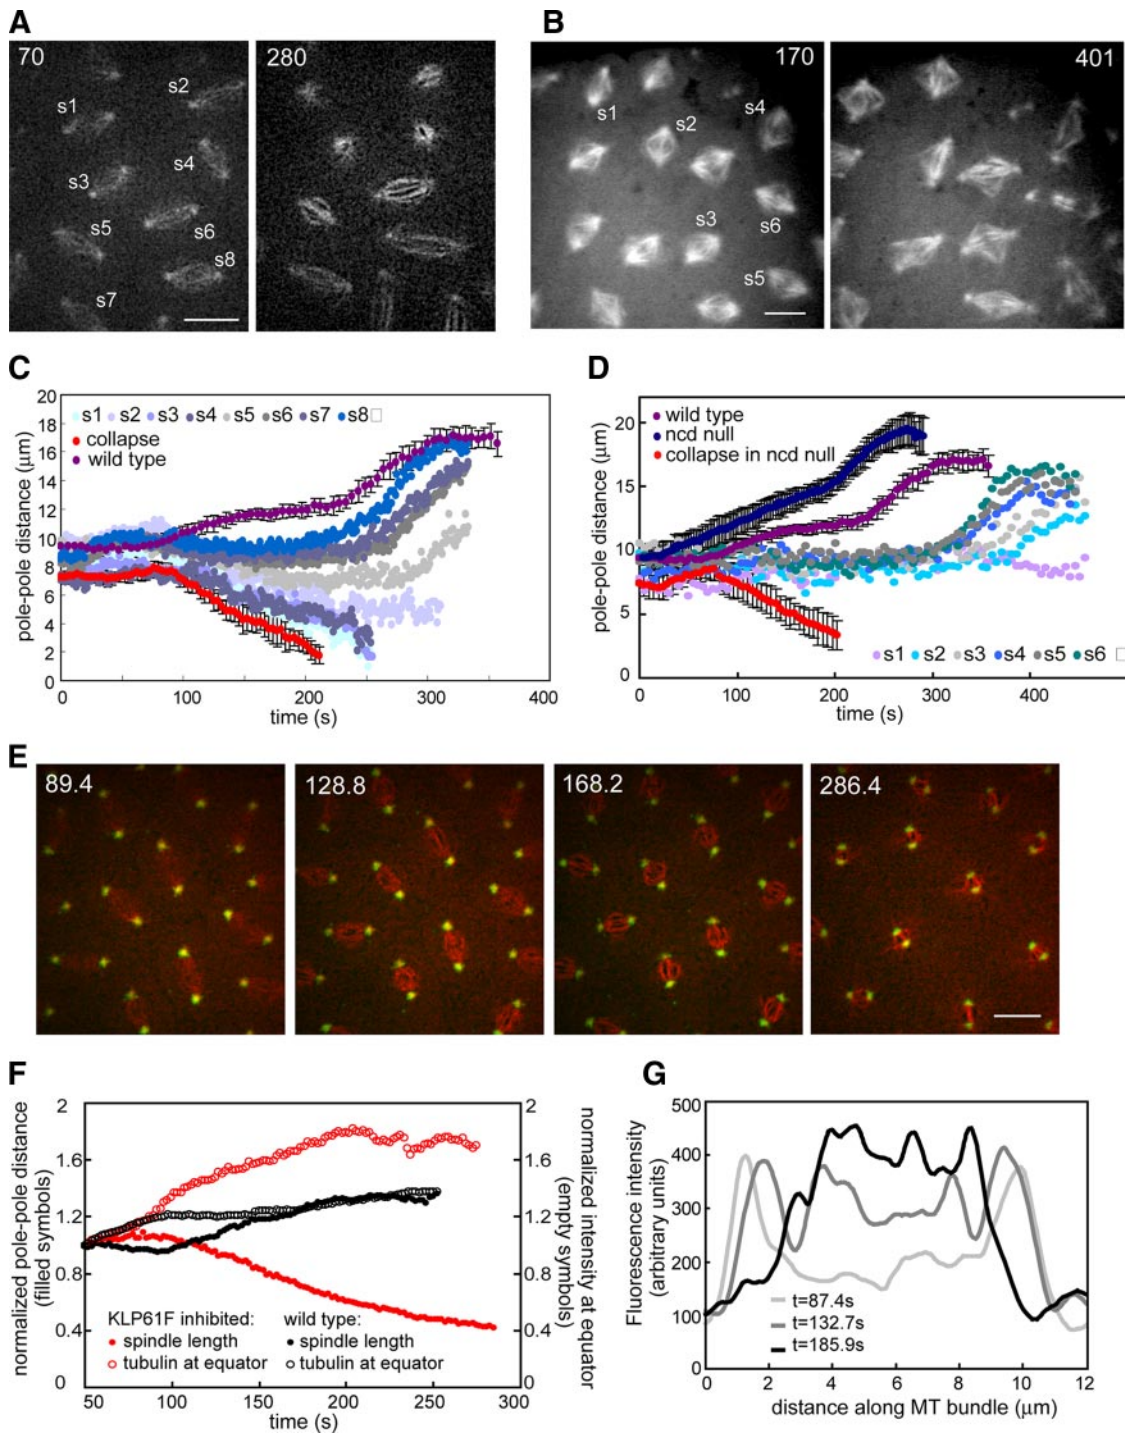 A
70
s1
s2
s3
s4
s5
s6
s7
s8
280
B
170
s1
s2
s3
s4
s5
s6
401
C
20
18
16
14
12
10
8
6
4
2
0
pole-pole distance (μm)
s1 s2 s3 s4 s5 s6 s7 s8
collapse
wild type
0 100 200 300 400
time (s)
D
20
15
10
5
0
pole-pole distance (μm)
wild type
ncd null
collapse in ncd null
s1 s2 s3 s4 s5 s6
0 100 200 300 400
time (s)
E
89.4
128.8
168.2
286.4
F
2
1.6
1.2
0.8
0.4
0
normalized pole-pole distance
(filled symbols)
KLP61F inhibited: wild type:
spindle length spindle length
tubulin at equator tubulin at equator
2
1.6
1.2
0.8
0.4
0
normalized intensity at equator
(empty symbols)
50 100 150 200 250 300
time (s)
G
500
400
300
200
100
0
Fluorescence intensity
(arbitrary units)
t=87.4s
t=132.7s
t=185.9s
0 2 4 6 8 10 12
distance along MT bundle (μm)